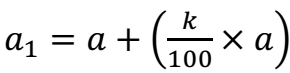 a₁ = a + (k/100 × a)